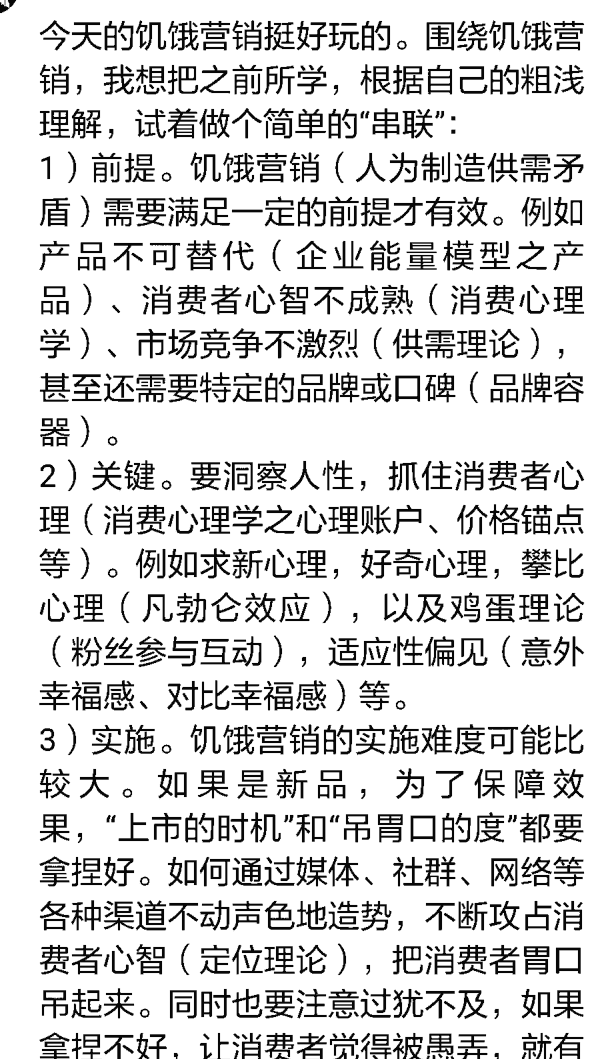 今天的饥饿营销挺好玩的。围绕饥饿营
销，我想把之前所学，根据自己的粗浅
理解，试着做个简单的“串联”：
1）前提。饥饿营销（人为制造供需矛
盾）需要满足一定的前提才有效。例如
产品不可替代（企业能量模型之产
品）、消费者心智不成熟（消费心理
学）、市场竞争不激烈（供需理论），
甚至还需要特定的品牌或口碑（品牌容
器）。
2）关键。要洞察人性，抓住消费者心
理（消费心理学之心理账户、价格锚点
等）。例如求新心理，好奇心理，攀比
心理（凡勃仑效应），以及鸡蛋理论
（粉丝参与互动），适应性偏见（意外
幸福感、对比幸福感）等。
3）实施。饥饿营销的实施难度可能比
较大。如果是新品，为了保障效
果，“上市的时机”和“吊胃口的度”都要
拿捏好。如何通过媒体、社群、网络等
各种渠道不动声色地造势，不断攻占消
费者心智（定位理论），把消费者胃口
吊起来。同时也要注意过犹不及，如果
拿捏不好，让消费者觉得被愚弄，就有